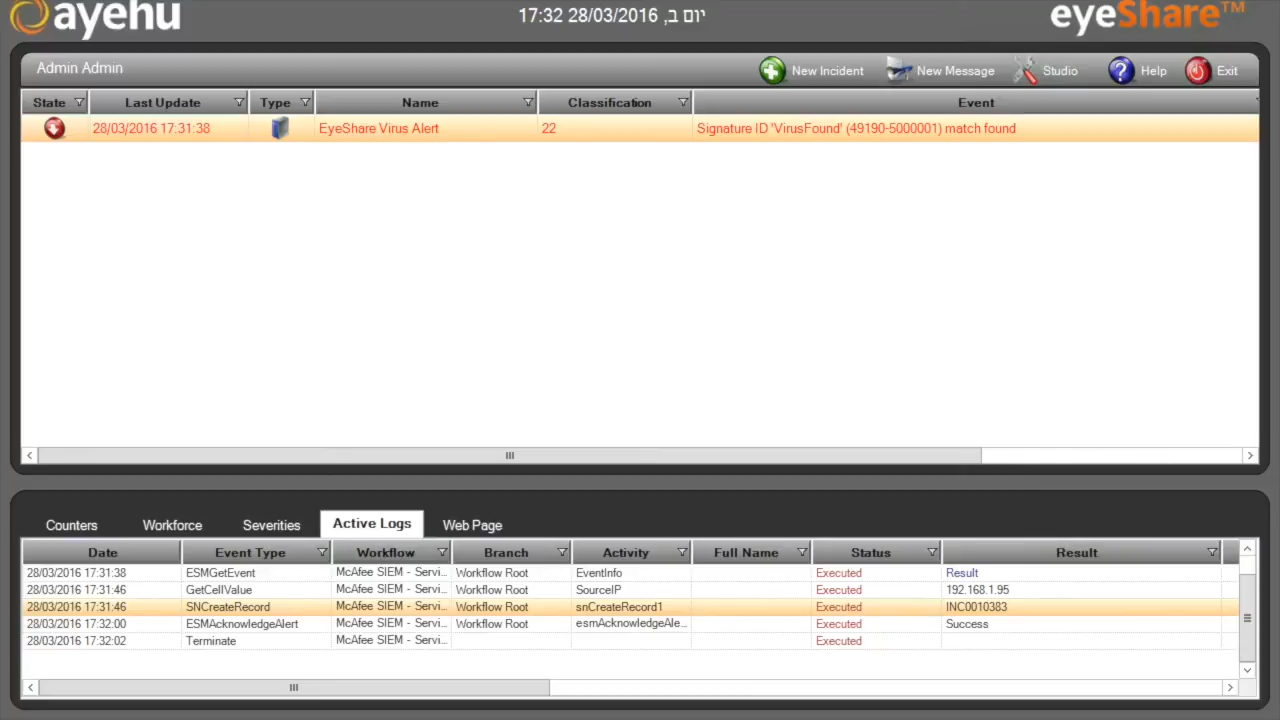 ayehu
17:32 28/03/2016 ,יום ב
eyeShare™
Admin Admin
New Incident New Message Studio Help Exit
State Last Update Type Name Classification Event
28/03/2016 17:31:38 EyeShare Virus Alert 22 Signature ID 'VirusFound' (49190-5000001) match found
Counters Workforce Severities Active Logs Web Page
Date Event Type Workflow Branch Activity Full Name Status Result
28/03/2016 17:31:38 ESMGetEvent McAfee SIEM - Servi... Workflow Root EventInfo Executed Result
28/03/2016 17:31:46 GetCellValue McAfee SIEM - Servi... Workflow Root SourceIP Executed 192.168.1.95
28/03/2016 17:31:46 SNCreateRecord McAfee SIEM - Servi... Workflow Root snCreateRecord1 Executed INC0010383
28/03/2016 17:32:00 ESMAcknowledgeAlert McAfee SIEM - Servi... Workflow Root esmAcknowledgeAle... Executed Success
28/03/2016 17:32:02 Terminate McAfee SIEM - Servi... Executed